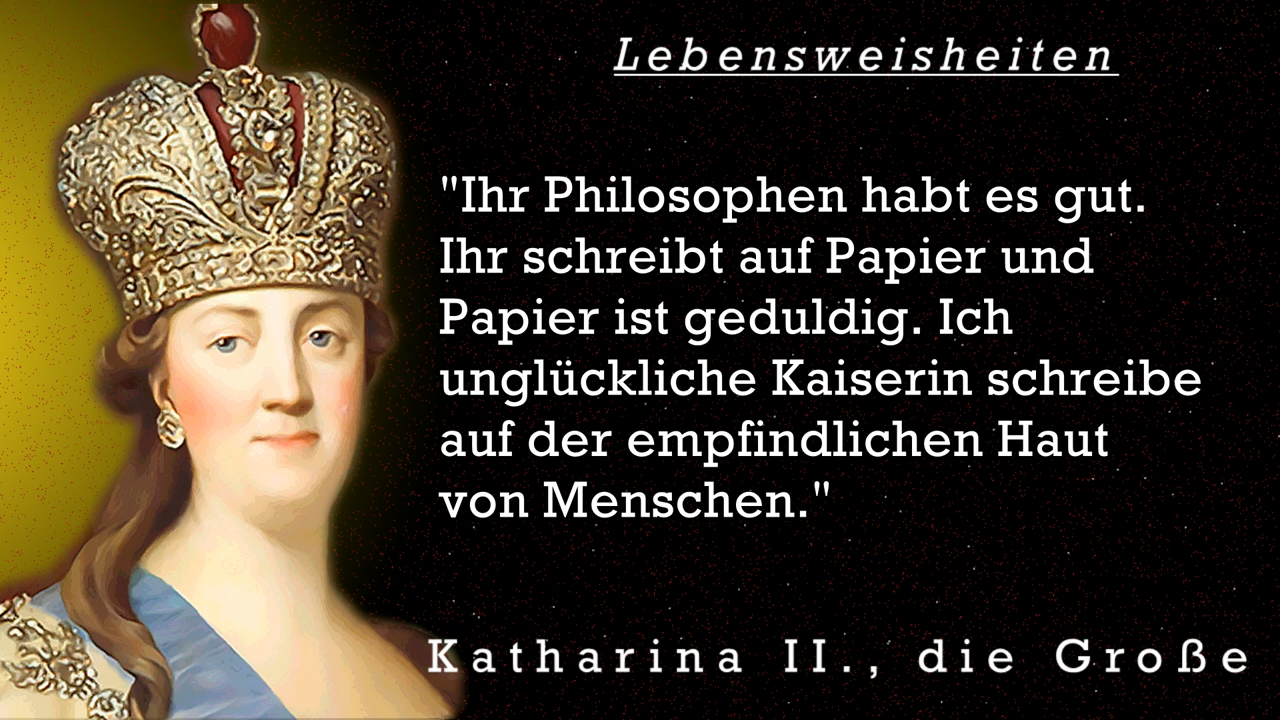 Lebensweisheiten
"Ihr Philosophen habt es gut.
Ihr schreibt auf Papier und
Papier ist geduldig. Ich
unglückliche Kaiserin schreibe
auf der empfindlichen Haut
von Menschen."
Katharina II., die Große